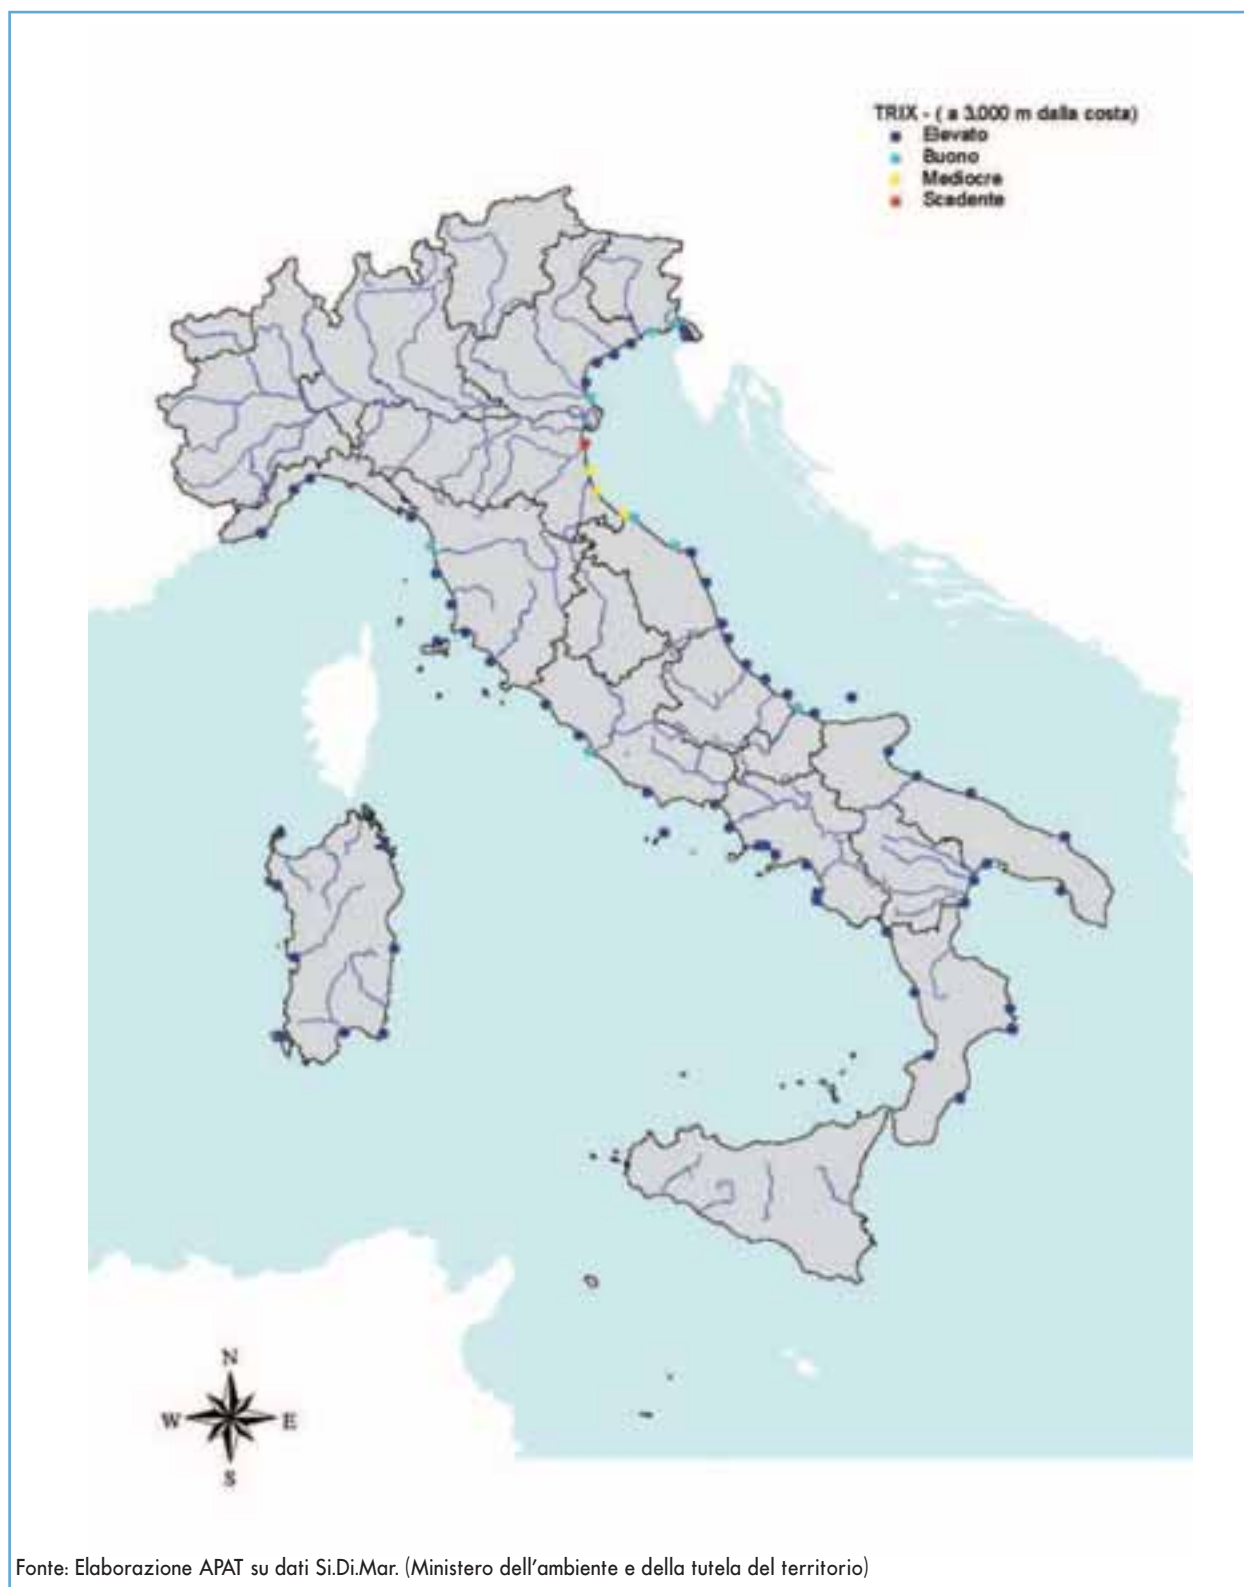 TRIX - ( a 3.000 m dalla costa)
Elevato
Buono
Mediocre
Scadente
N
W E
S
Fonte: Elaborazione APAT su dati Si.Di.Mar. (Ministero dell'ambiente e della tutela del territorio)